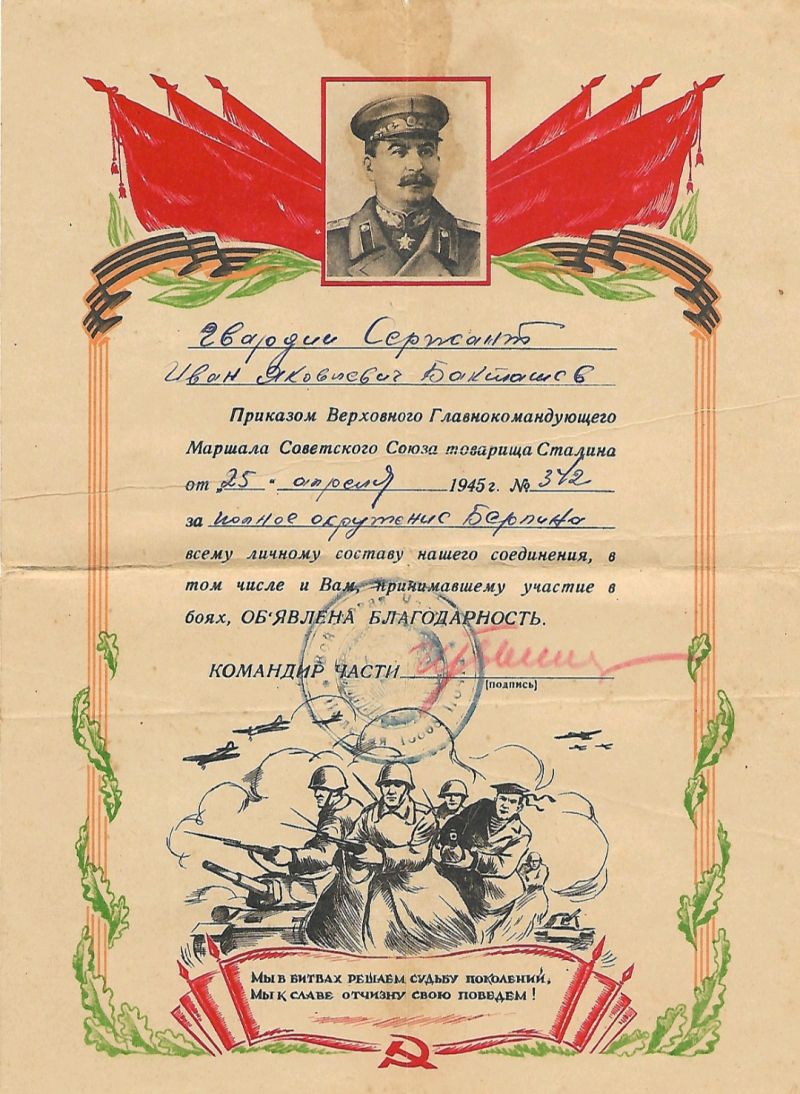 Гвардии Сержант
Иван Яковлевич Бакташев
Приказом Верховного Главнокомандующего
Маршала Советского Союза товарища Сталина
от „25“ апреля 1945 г. № 342
за полное окружение Берлина
всему личному составу нашего соединения, в
том числе и Вам, принимавшему участие в
боях, ОБ'ЯВЛЕНА БЛАГОДАРНОСТЬ.
КОМАНДИР ЧАСТИ
(подпись)
МЫ В БИТВАХ РЕШАЕМ СУДЬБУ ПОКОЛЕНИЙ,
МЫ К СЛАВЕ ОТЧИЗНУ СВОЮ ПОВЕДЕМ!